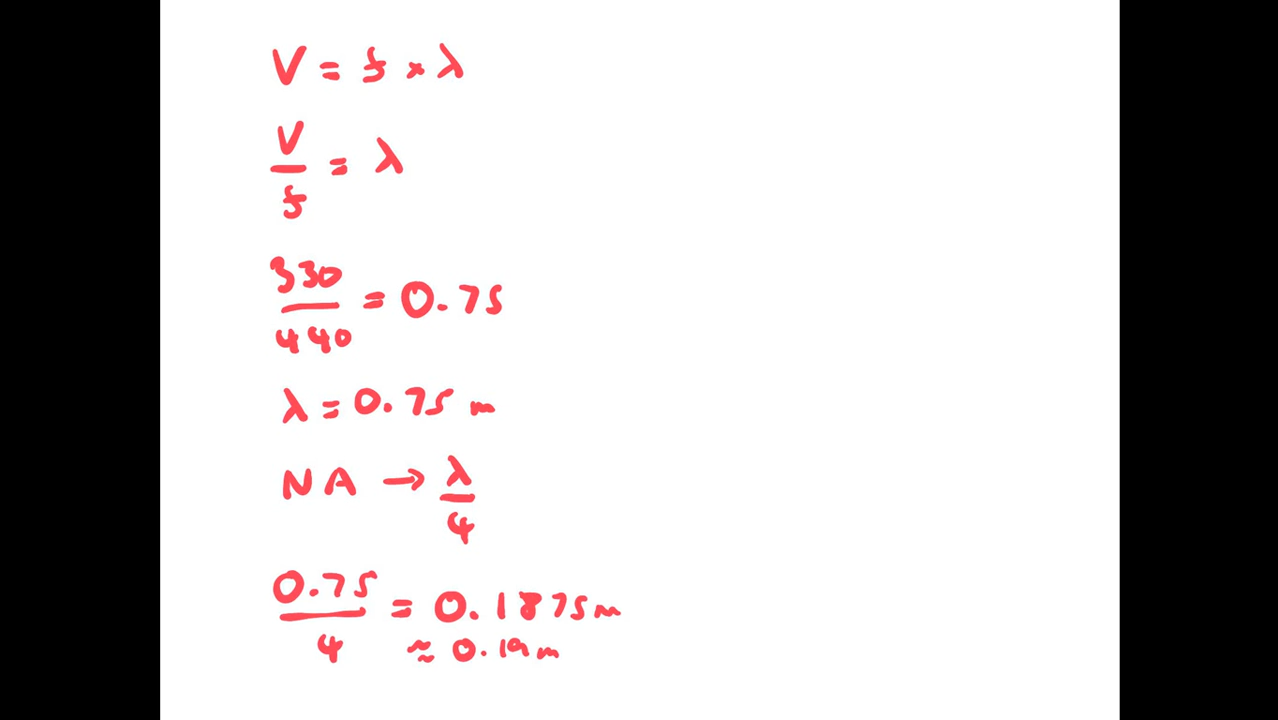 V = f × λ
V/f = λ
330/440 = 0.75
λ = 0.75 m
NA → λ/4
0.75/4 = 0.1875m
≈ 0.19m